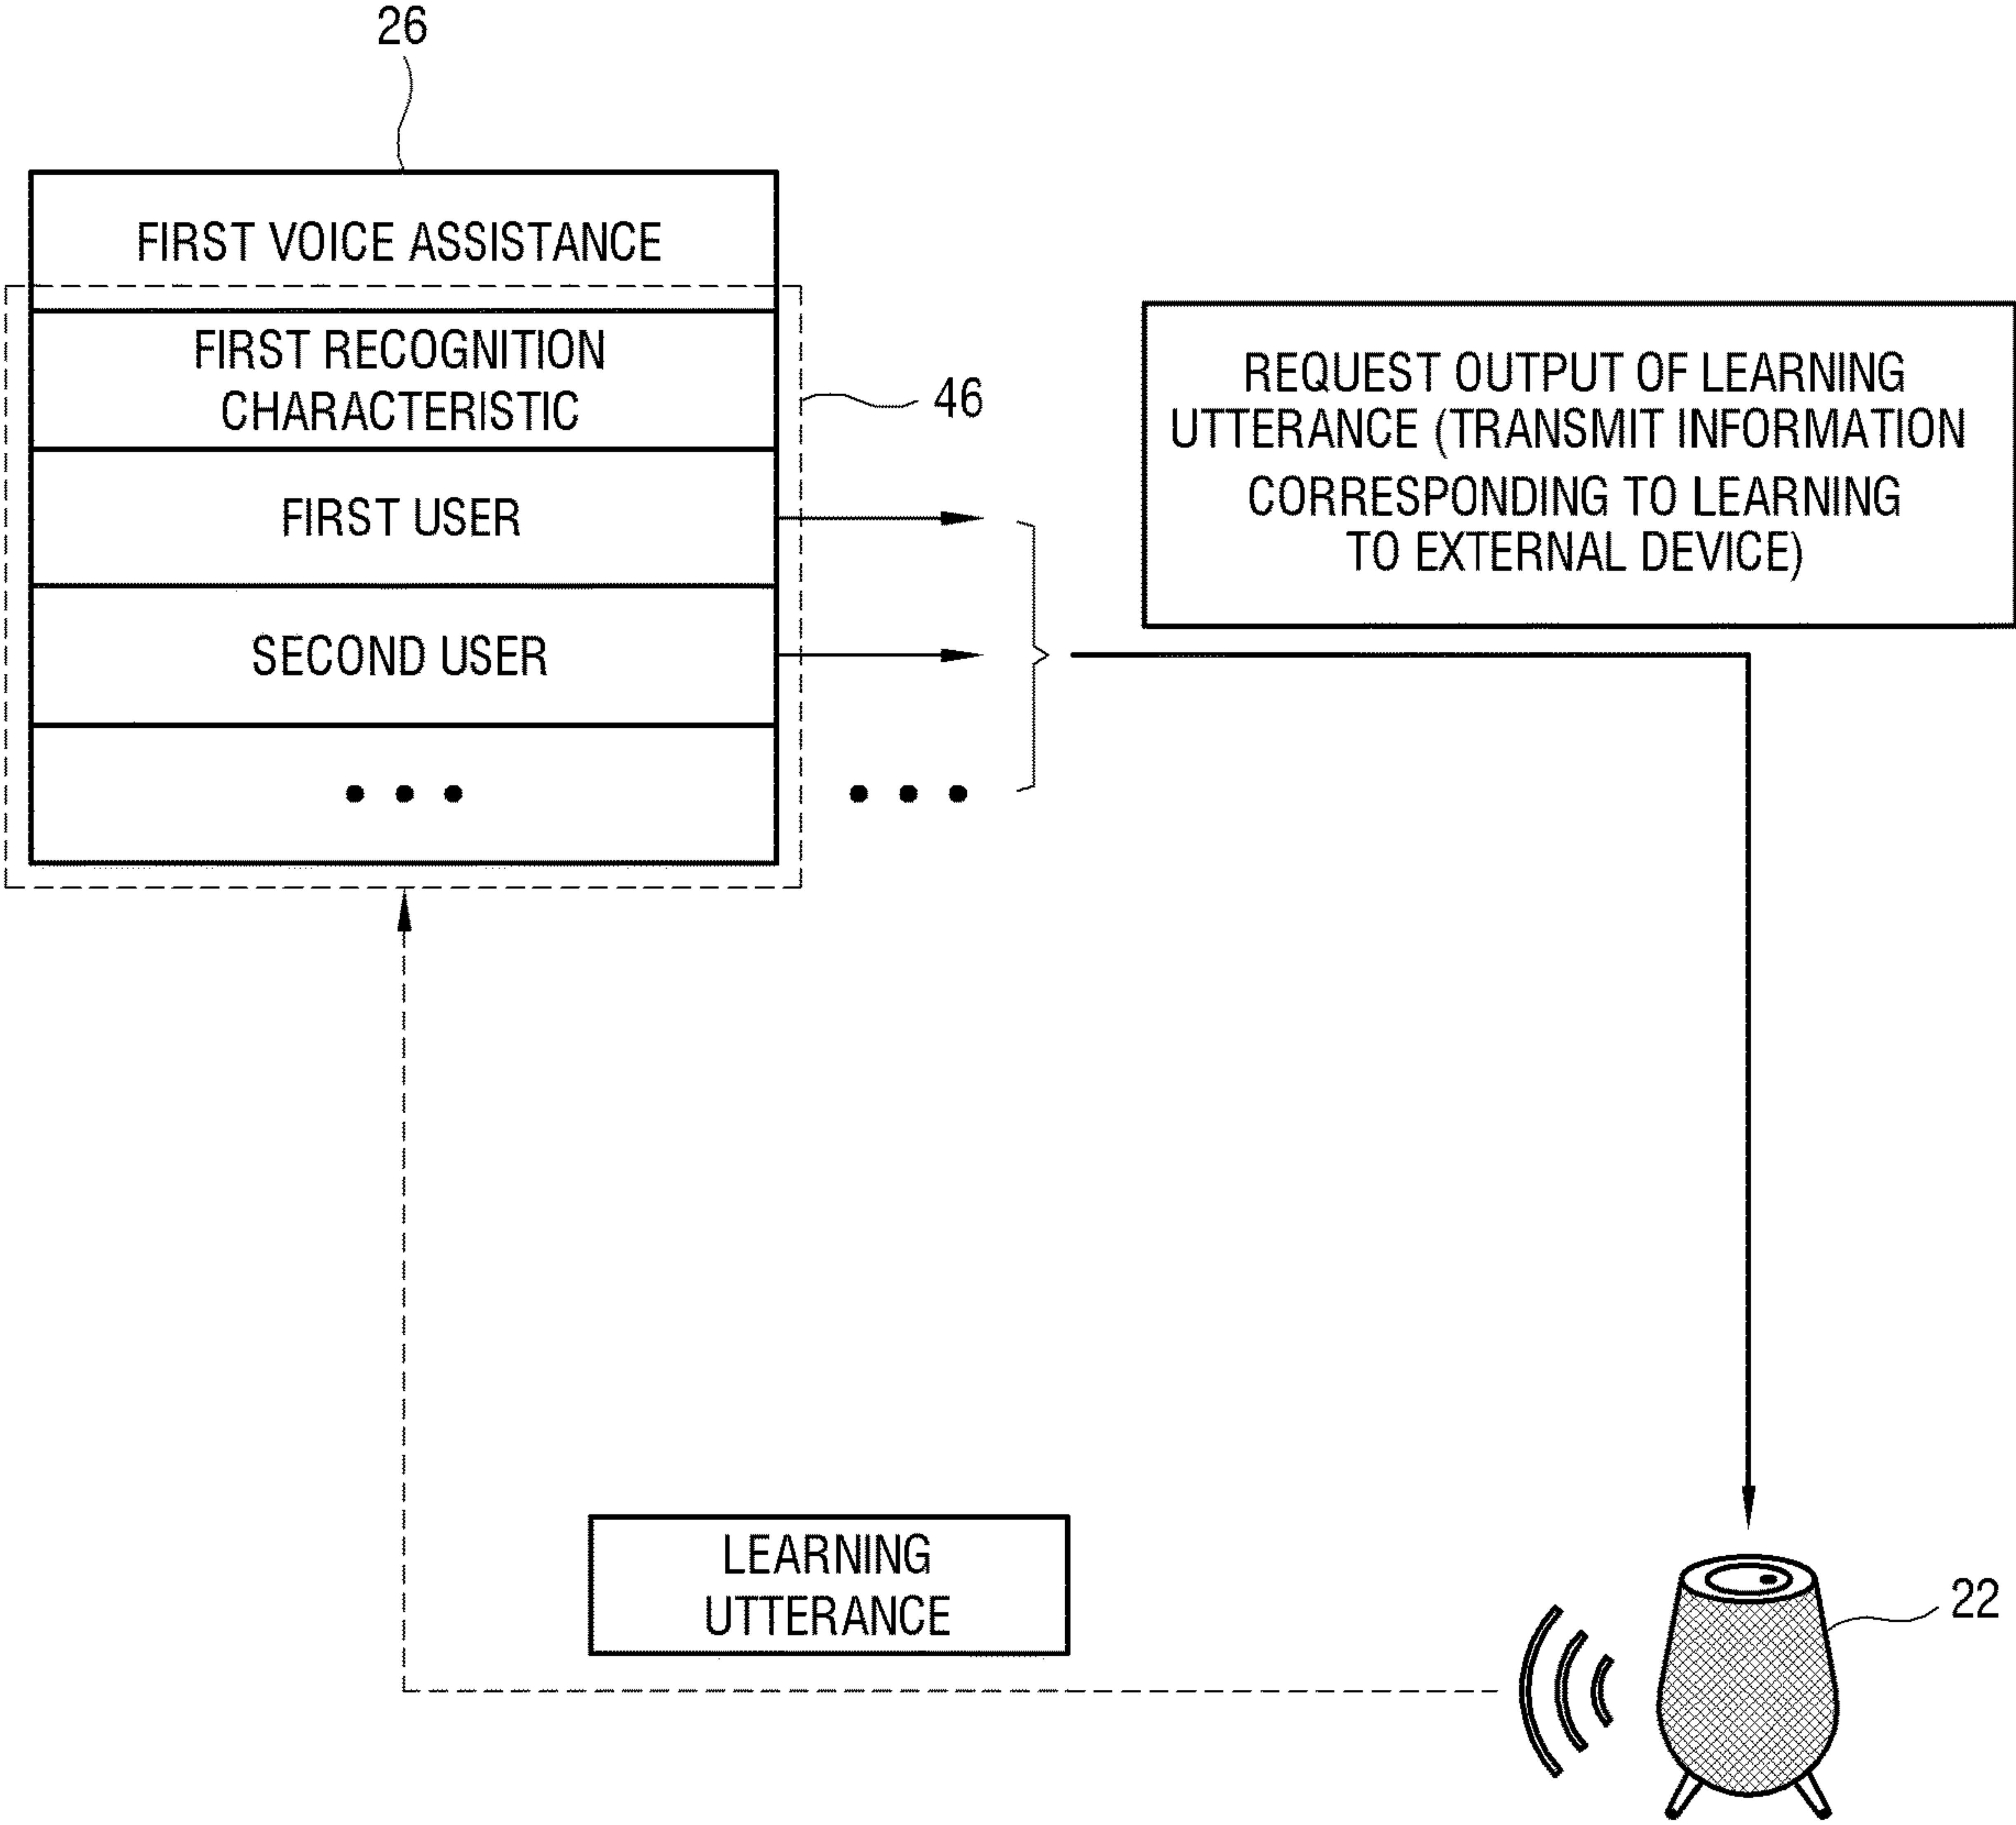 26
FIRST VOICE ASSISTANCE
FIRST RECOGNITION
CHARACTERISTIC
46
FIRST USER
SECOND USER
• • •
• • •
REQUEST OUTPUT OF LEARNING
UTTERANCE (TRANSMIT INFORMATION
CORRESPONDING TO LEARNING
TO EXTERNAL DEVICE)
LEARNING
UTTERANCE
22